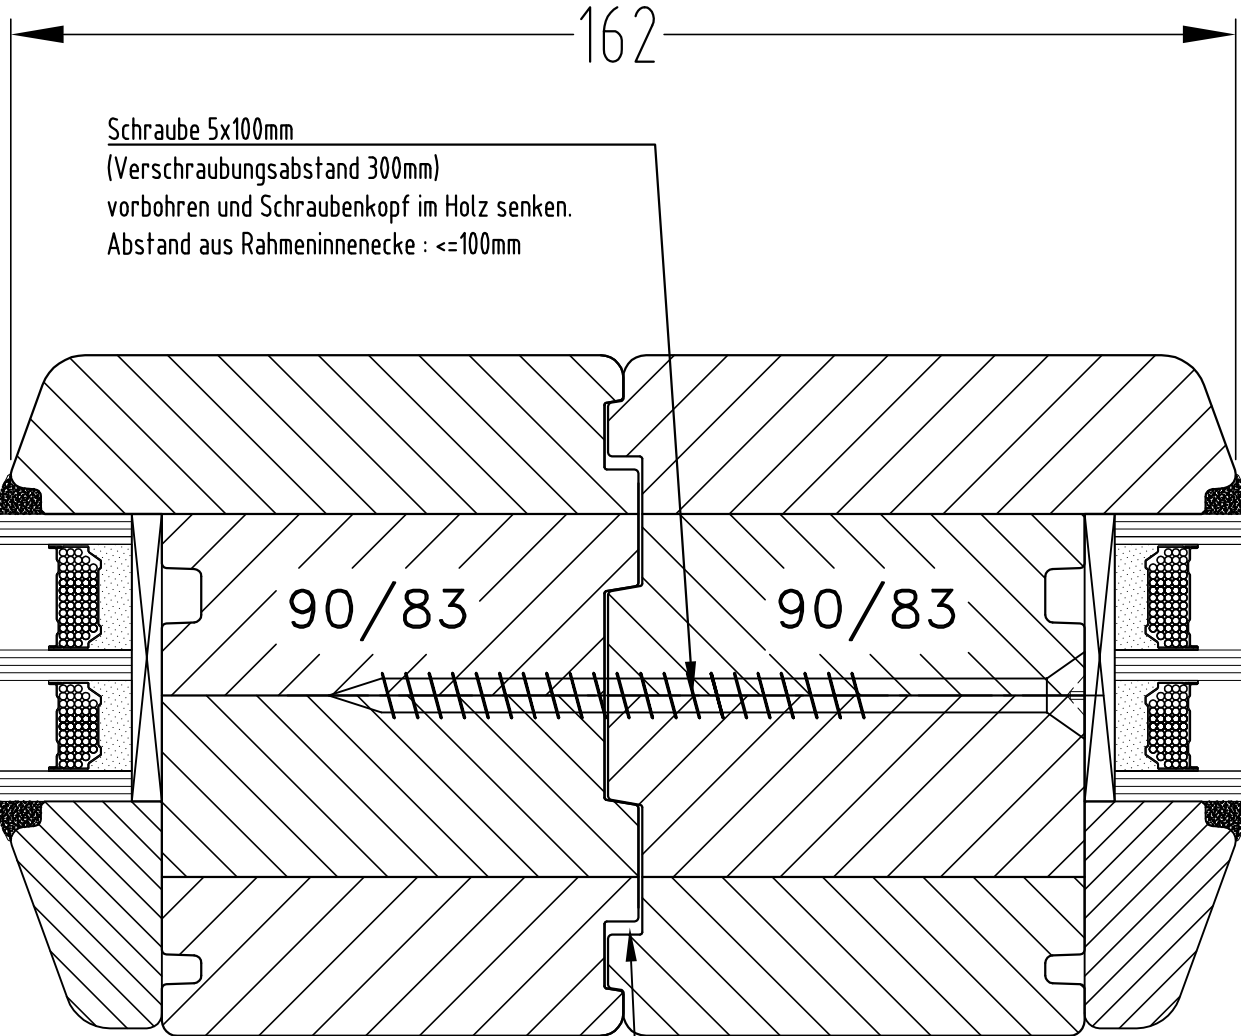 162
Schraube 5x100mm
(Verschraubungsabstand 300mm)
vorbohren und Schraubenkopf im Holz senken.
Abstand aus Rahmeninnenecke : <=100mm
90/83 90/83